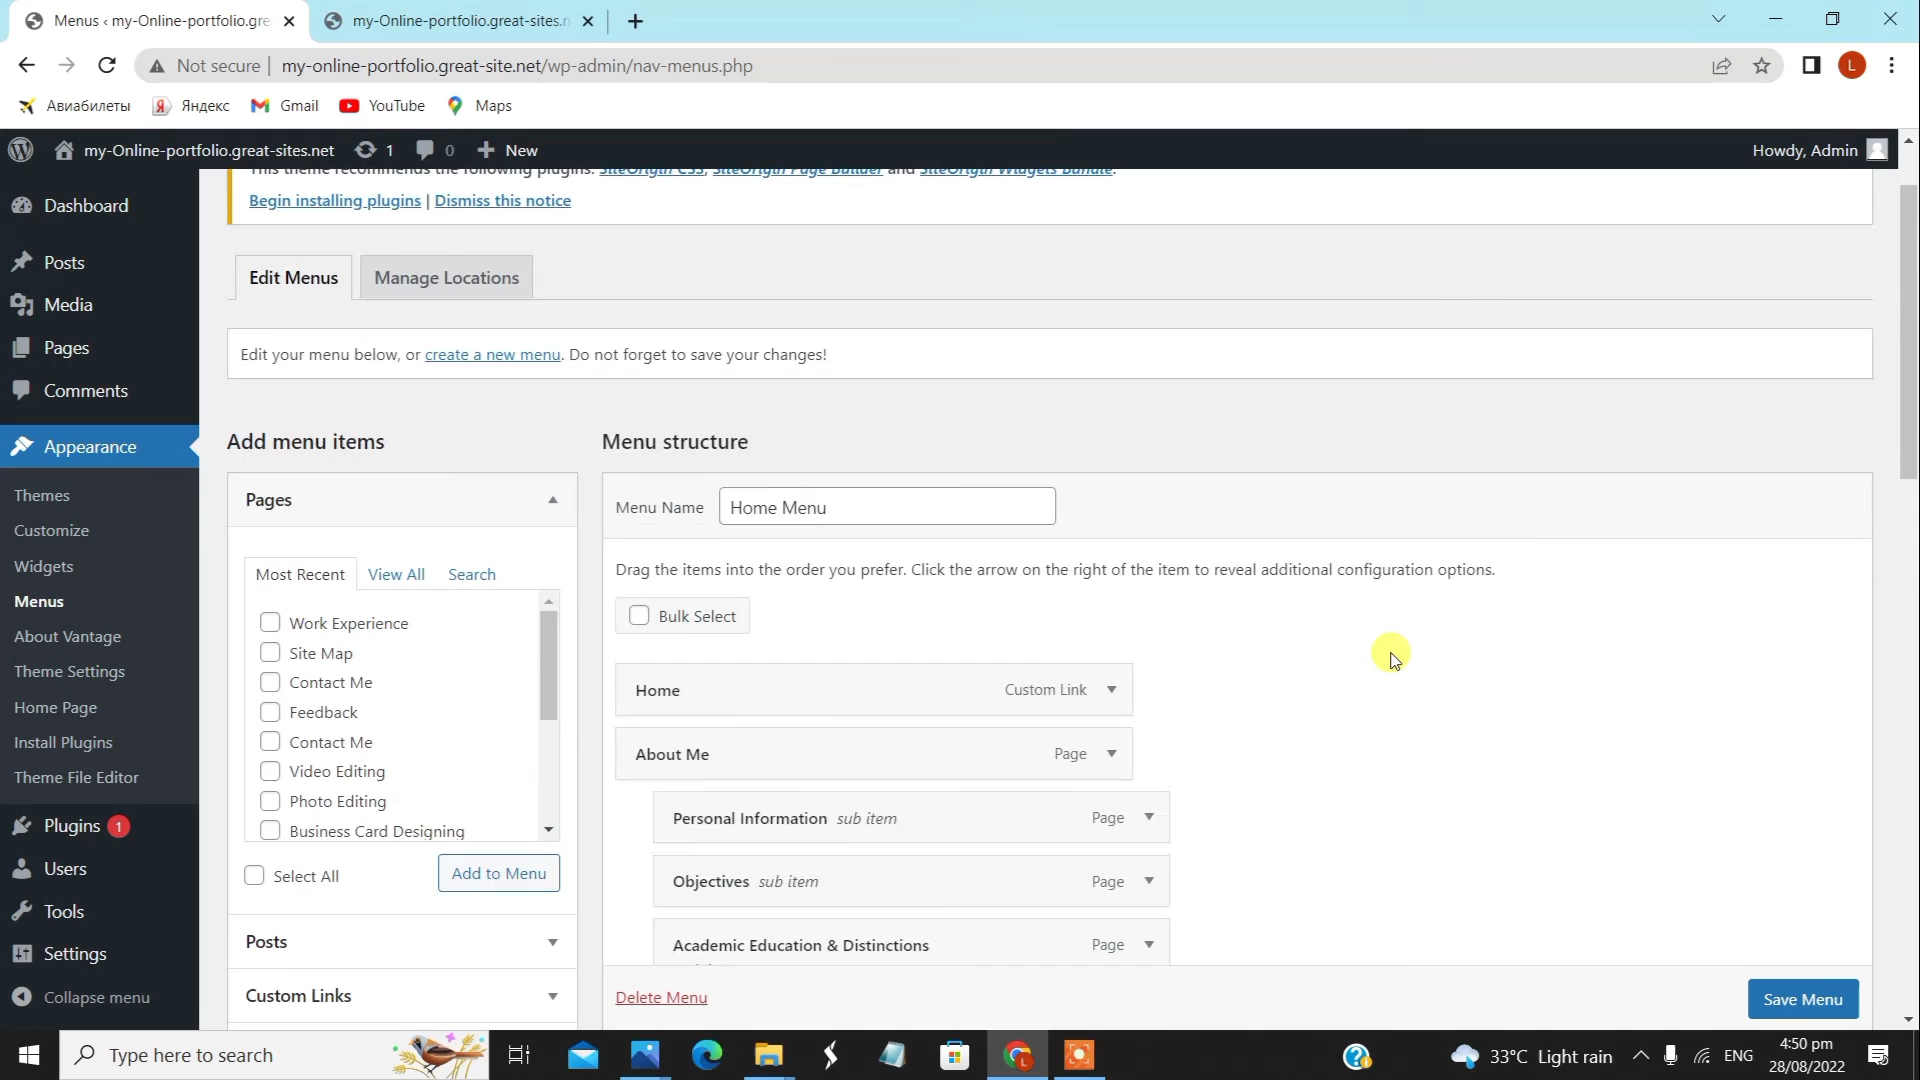 Menus ‹ my-Online-portfolio.gre
my-Online-portfolio.great-sites.n
Not secure
my-online-portfolio.great-site.net/wp-admin/nav-menus.php
L
Авиабилеты
Яндекс
Gmail
YouTube
Maps
my-Online-portfolio.great-sites.net
1
0
New
Howdy, Admin
This theme recommends the following plugins: SiteOrigin CSS, SiteOrigin Page Builder and SiteOrigin Widgets Bundle.
Begin installing plugins | Dismiss this notice
Dashboard
Posts
Media
Pages
Comments
Appearance
Themes
Customize
Widgets
Menus
About Vantage
Theme Settings
Home Page
Install Plugins
Theme File Editor
Plugins 1
Users
Tools
Settings
Collapse menu
Edit Menus
Manage Locations
Edit your menu below, or create a new menu. Do not forget to save your changes!
Add menu items
Pages
Most Recent
View All
Search
Work Experience
Site Map
Contact Me
Feedback
Contact Me
Video Editing
Photo Editing
Business Card Designing
Select All
Add to Menu
Posts
Custom Links
Menu structure
Menu Name
Home Menu
Drag the items into the order you prefer. Click the arrow on the right of the item to reveal additional configuration options.
Bulk Select
Home
Custom Link
About Me
Page
Personal Information sub item
Page
Objectives sub item
Page
Academic Education & Distinctions
Page
Delete Menu
Save Menu
Type here to search
33°C Light rain
ENG
4:50 pm
28/08/2022